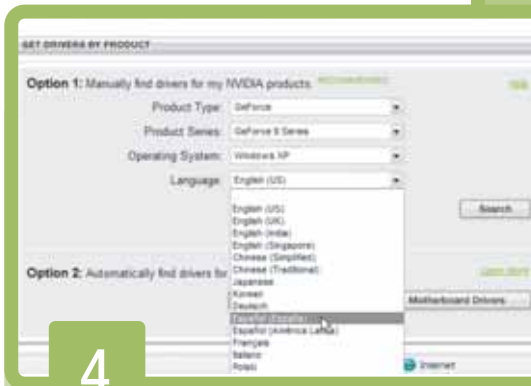 GET DRIVERS BY PRODUCT
Option 1: Manually find drivers for my NVIDIA products.
Product Type: GeForce
Product Series: GeForce 8 Series
Operating System: Windows XP
Language: English (US)
English (US)
English (UK)
English (India)
English (Singapore)
Chinese (Simplified)
Chinese (Traditional)
Japanese
Korean
Deutsch
Español (España)
Español (América Latina)
Français
Italiano
Polski
Search
Option 2: Automatically find drivers for
Learn More
Motherboard Drivers
Internet
4